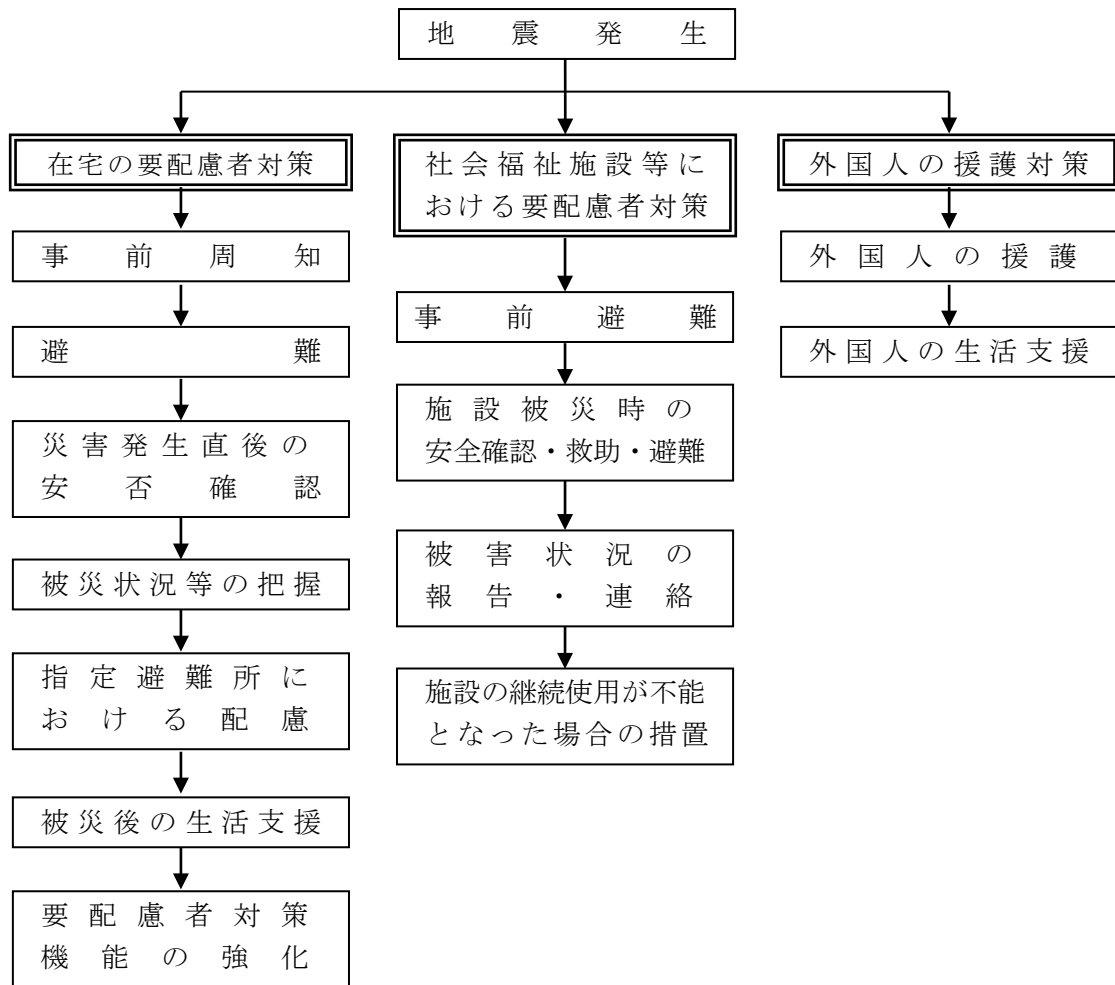 地震発生
在宅の要配慮者対策
事前周知
避難
災害発生直後の
安否確認
被災状況等の把握
指定避難所に
おける配慮
被災後の生活支援
要配慮者対策
機能の強化
社会福祉施設等に
おける要配慮者対策
事前避難
施設被災時の
安全確認・救助・避難
被害状況の
報告・連絡
施設の継続使用が不能
となった場合の措置
外国人の援護対策
外国人の援護
外国人の生活支援